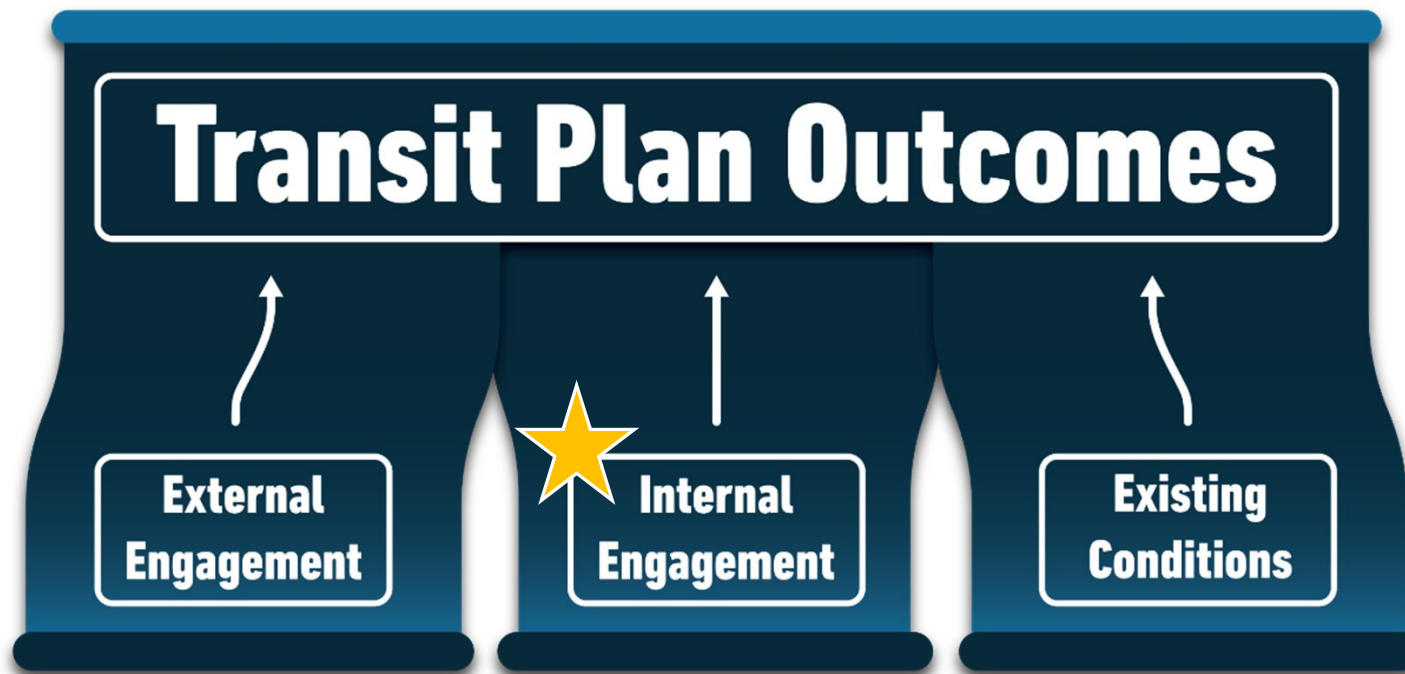 Transit Plan Outcomes
External
Engagement
Internal
Engagement
Existing
Conditions